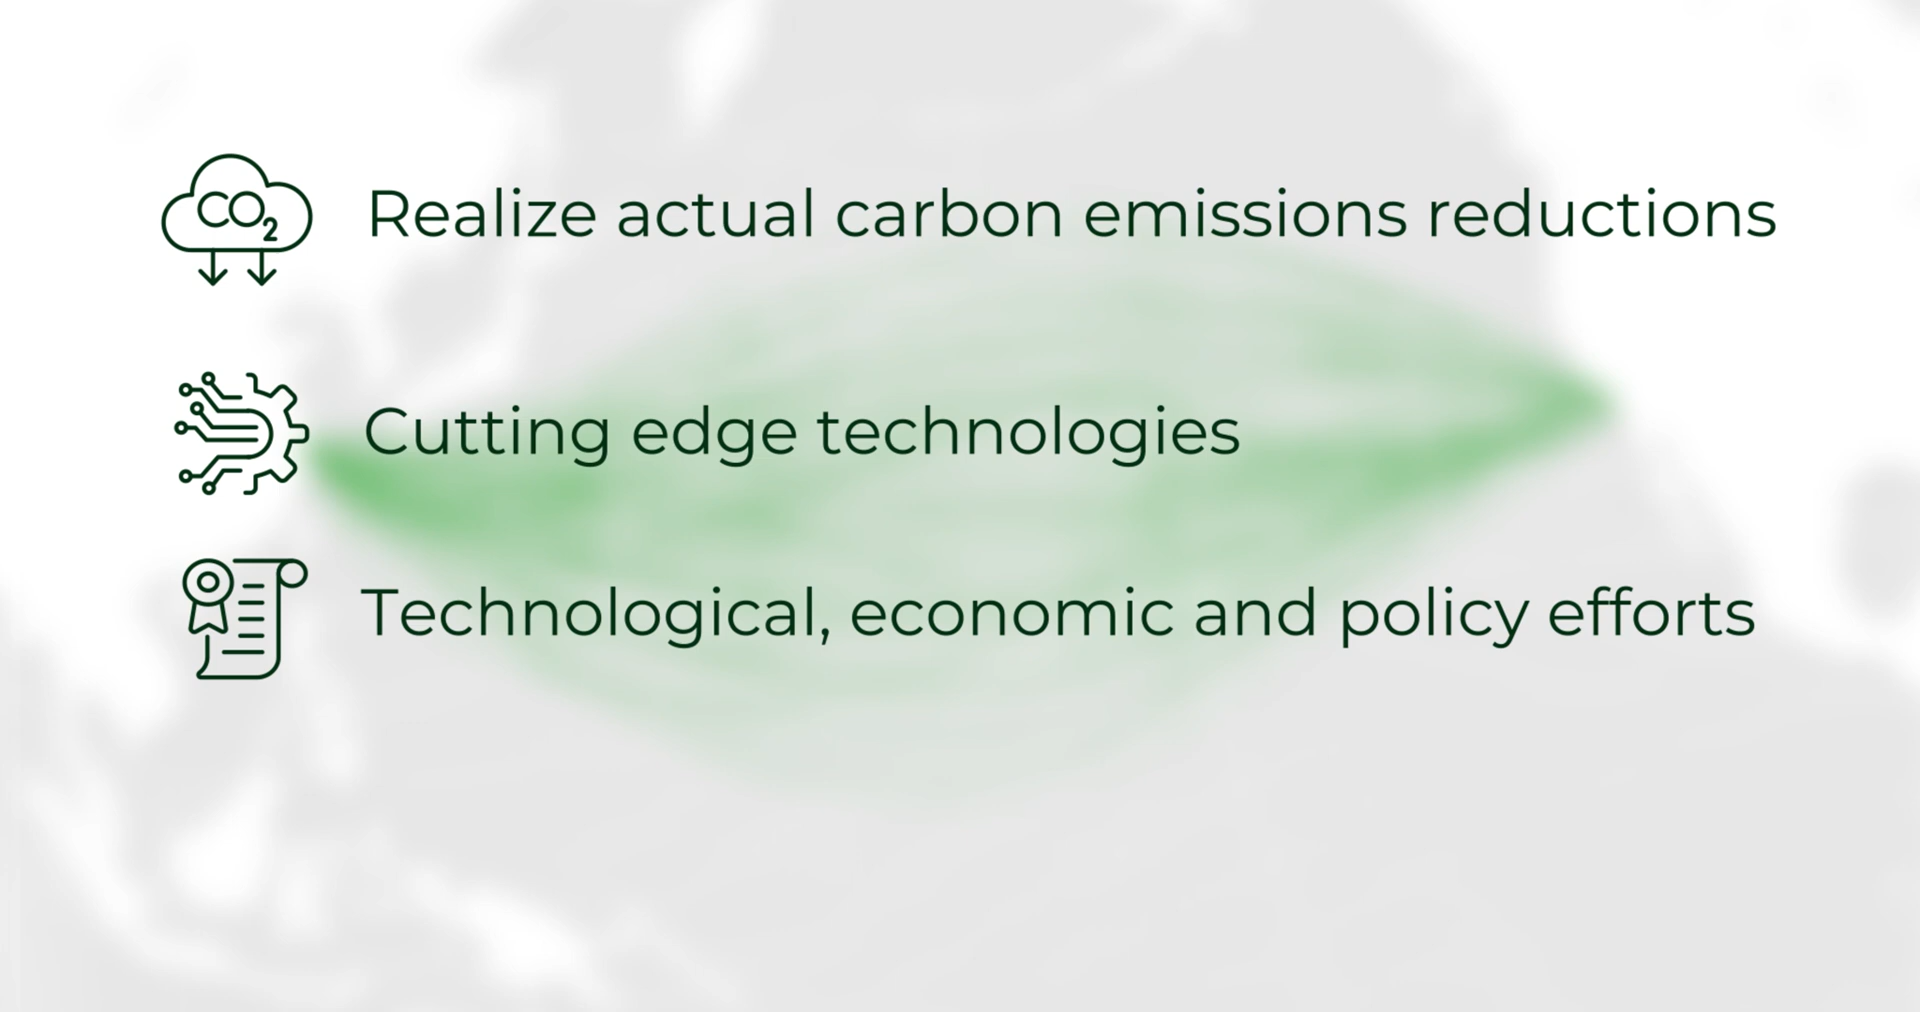 CO2
Realize actual carbon emissions reductions
Cutting edge technologies
Technological, economic and policy efforts